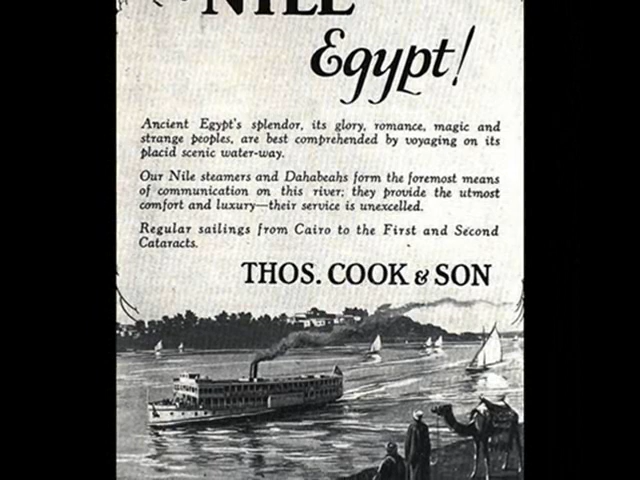 NILE
Egypt!
Ancient Egypt's splendor, its glory, romance, magic and
strange peoples, are best comprehended by voyaging on its
placid scenic water-way.
Our Nile steamers and Dahabeahs form the foremost means
of communication on this river; they provide the utmost
comfort and luxury—their service is unexcelled.
Regular sailings from Cairo to the First and Second
Cataracts.
THOS. COOK & SON